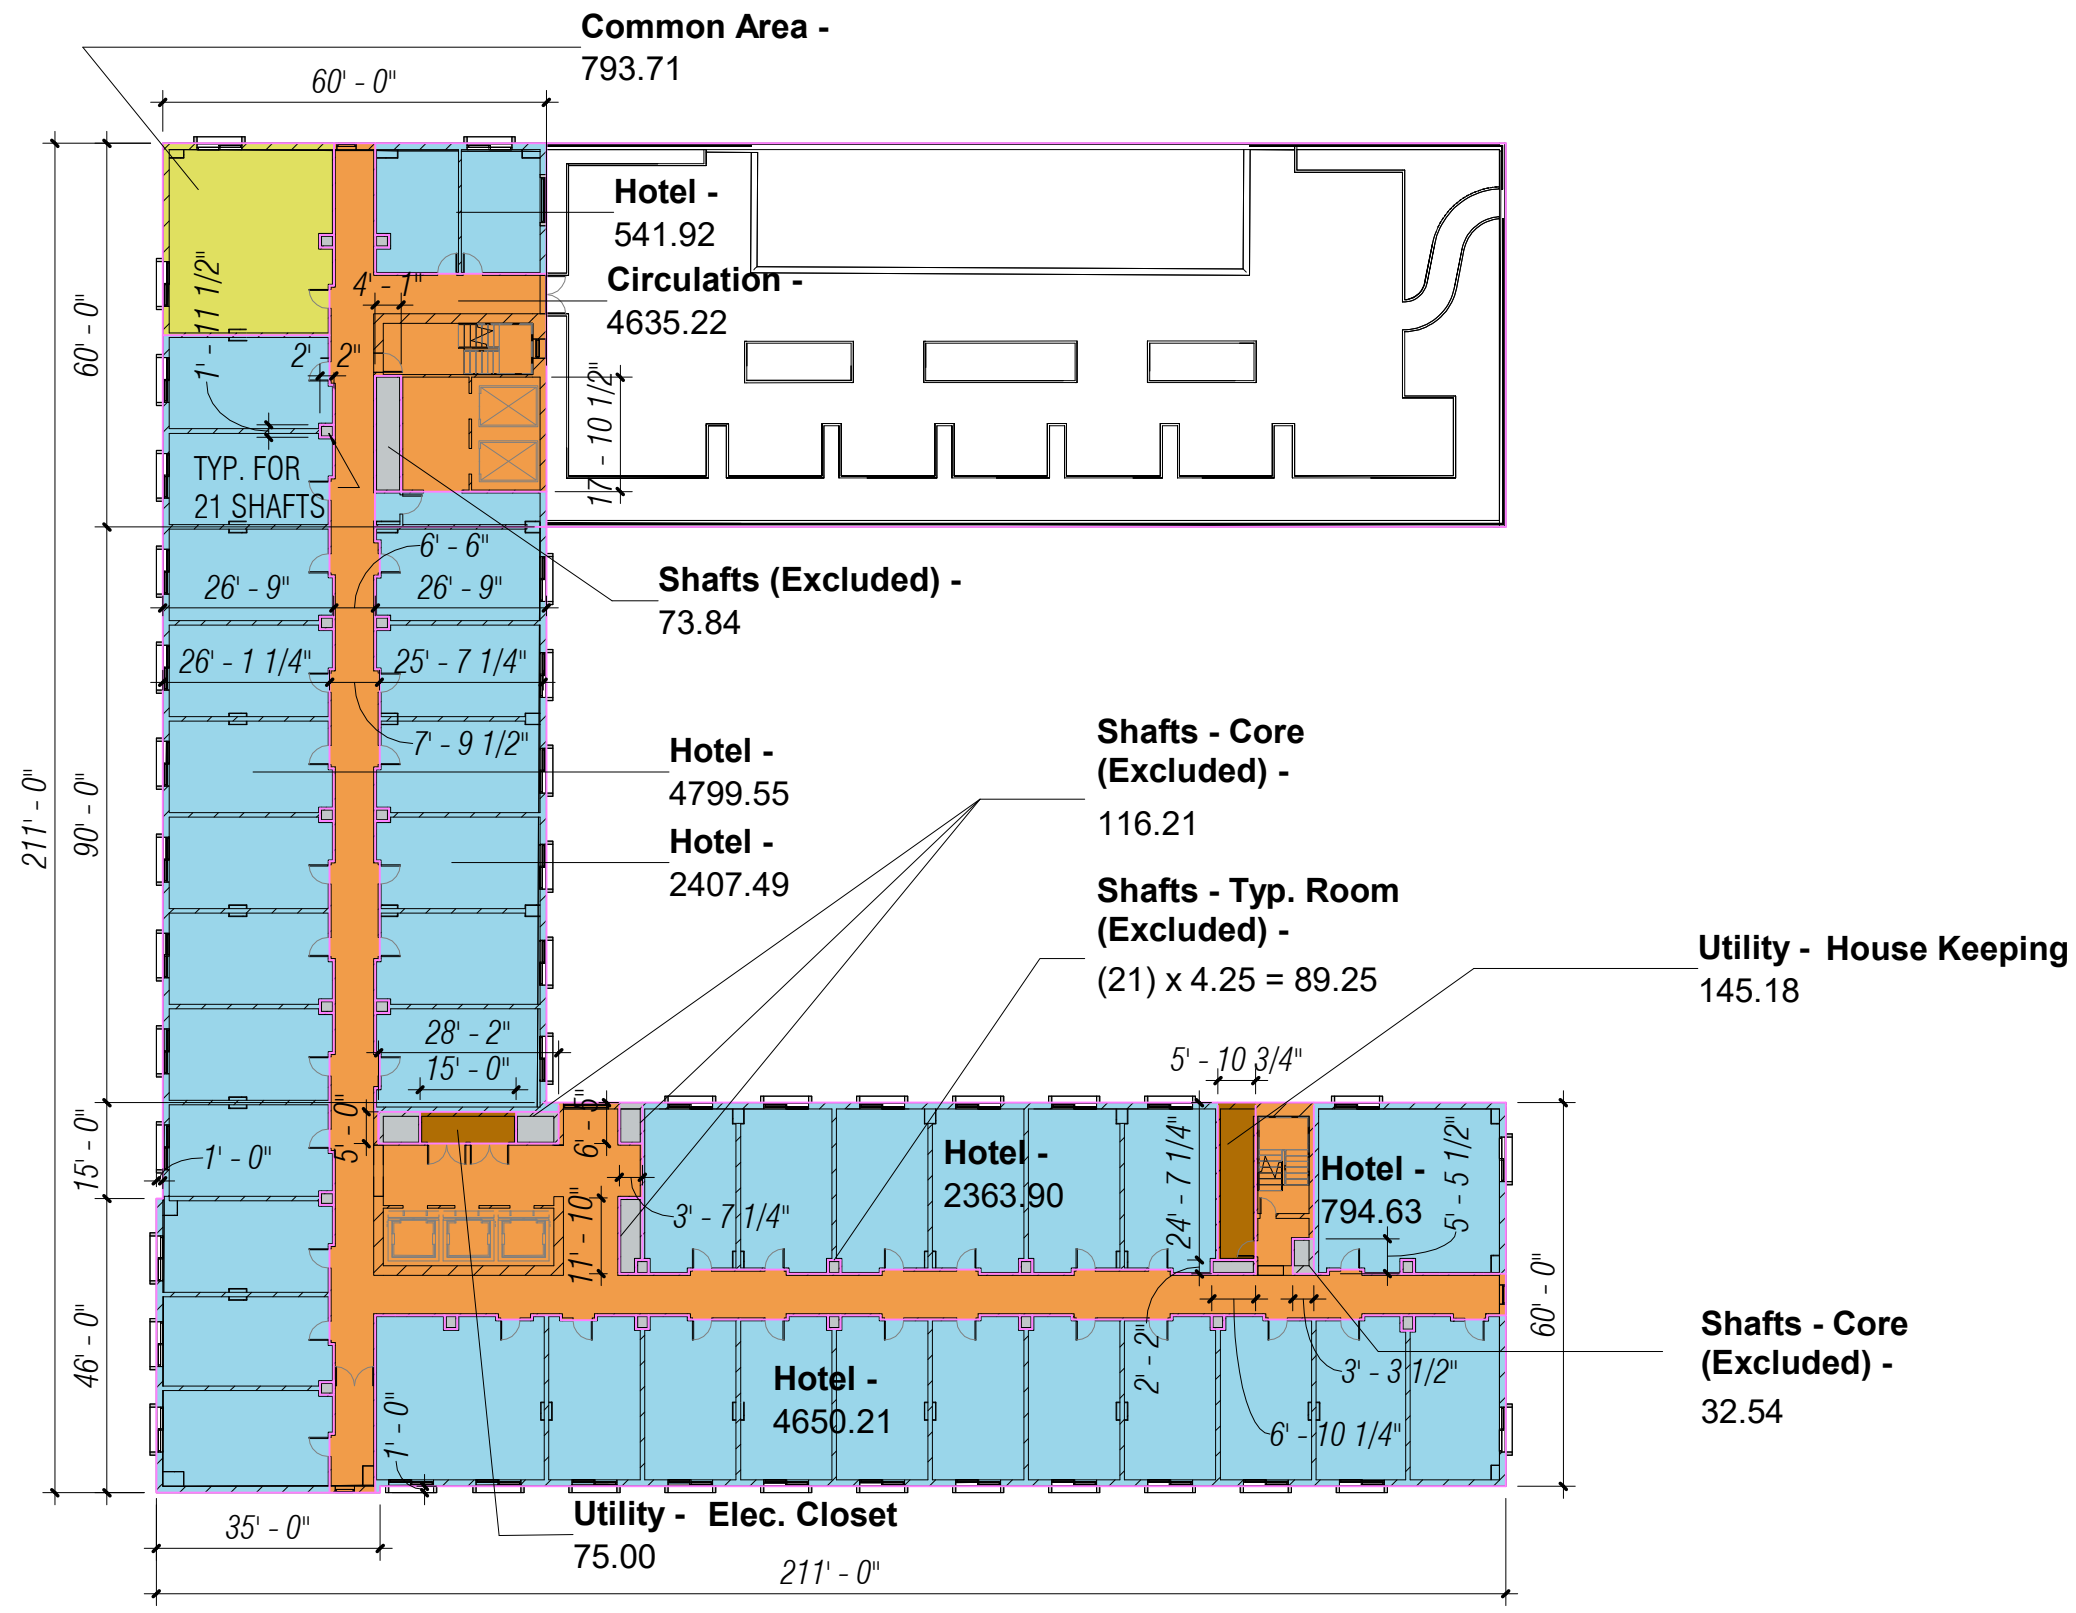 Common Area -
793.71
60' - 0"
Hotel -
541.92
Circulation -
4635.22
4' - 1"
1' - 11 1/2"
2' - 2"
60' - 0"
17' - 10 1/2"
TYP. FOR
21 SHAFTS
6' - 6"
26' - 9"
26' - 9"
Shafts (Excluded) -
73.84
26' - 1 1/4"
25' - 7 1/4"
7' - 9 1/2"
211' - 0"
90' - 0"
Hotel -
4799.55
Hotel -
2407.49
Shafts - Core
(Excluded) -
116.21
Shafts - Typ. Room
(Excluded) -
(21) x 4.25 = 89.25
Utility - House Keeping
145.18
28' - 2"
15' - 0"
5' - 10 3/4"
15' - 0"
1' - 0"
5' - 0"
6' - 5"
Hotel -
2363.90
24' - 7 1/4"
Hotel -
794.63
5' - 5 1/2"
3' - 7 1/4"
11' - 10"
60' - 0"
46' - 0"
Shafts - Core
(Excluded) -
32.54
2' - 2"
3' - 3 1/2"
6' - 10 1/4"
Hotel -
4650.21
1' - 0"
Utility - Elec. Closet
75.00
35' - 0"
211' - 0"